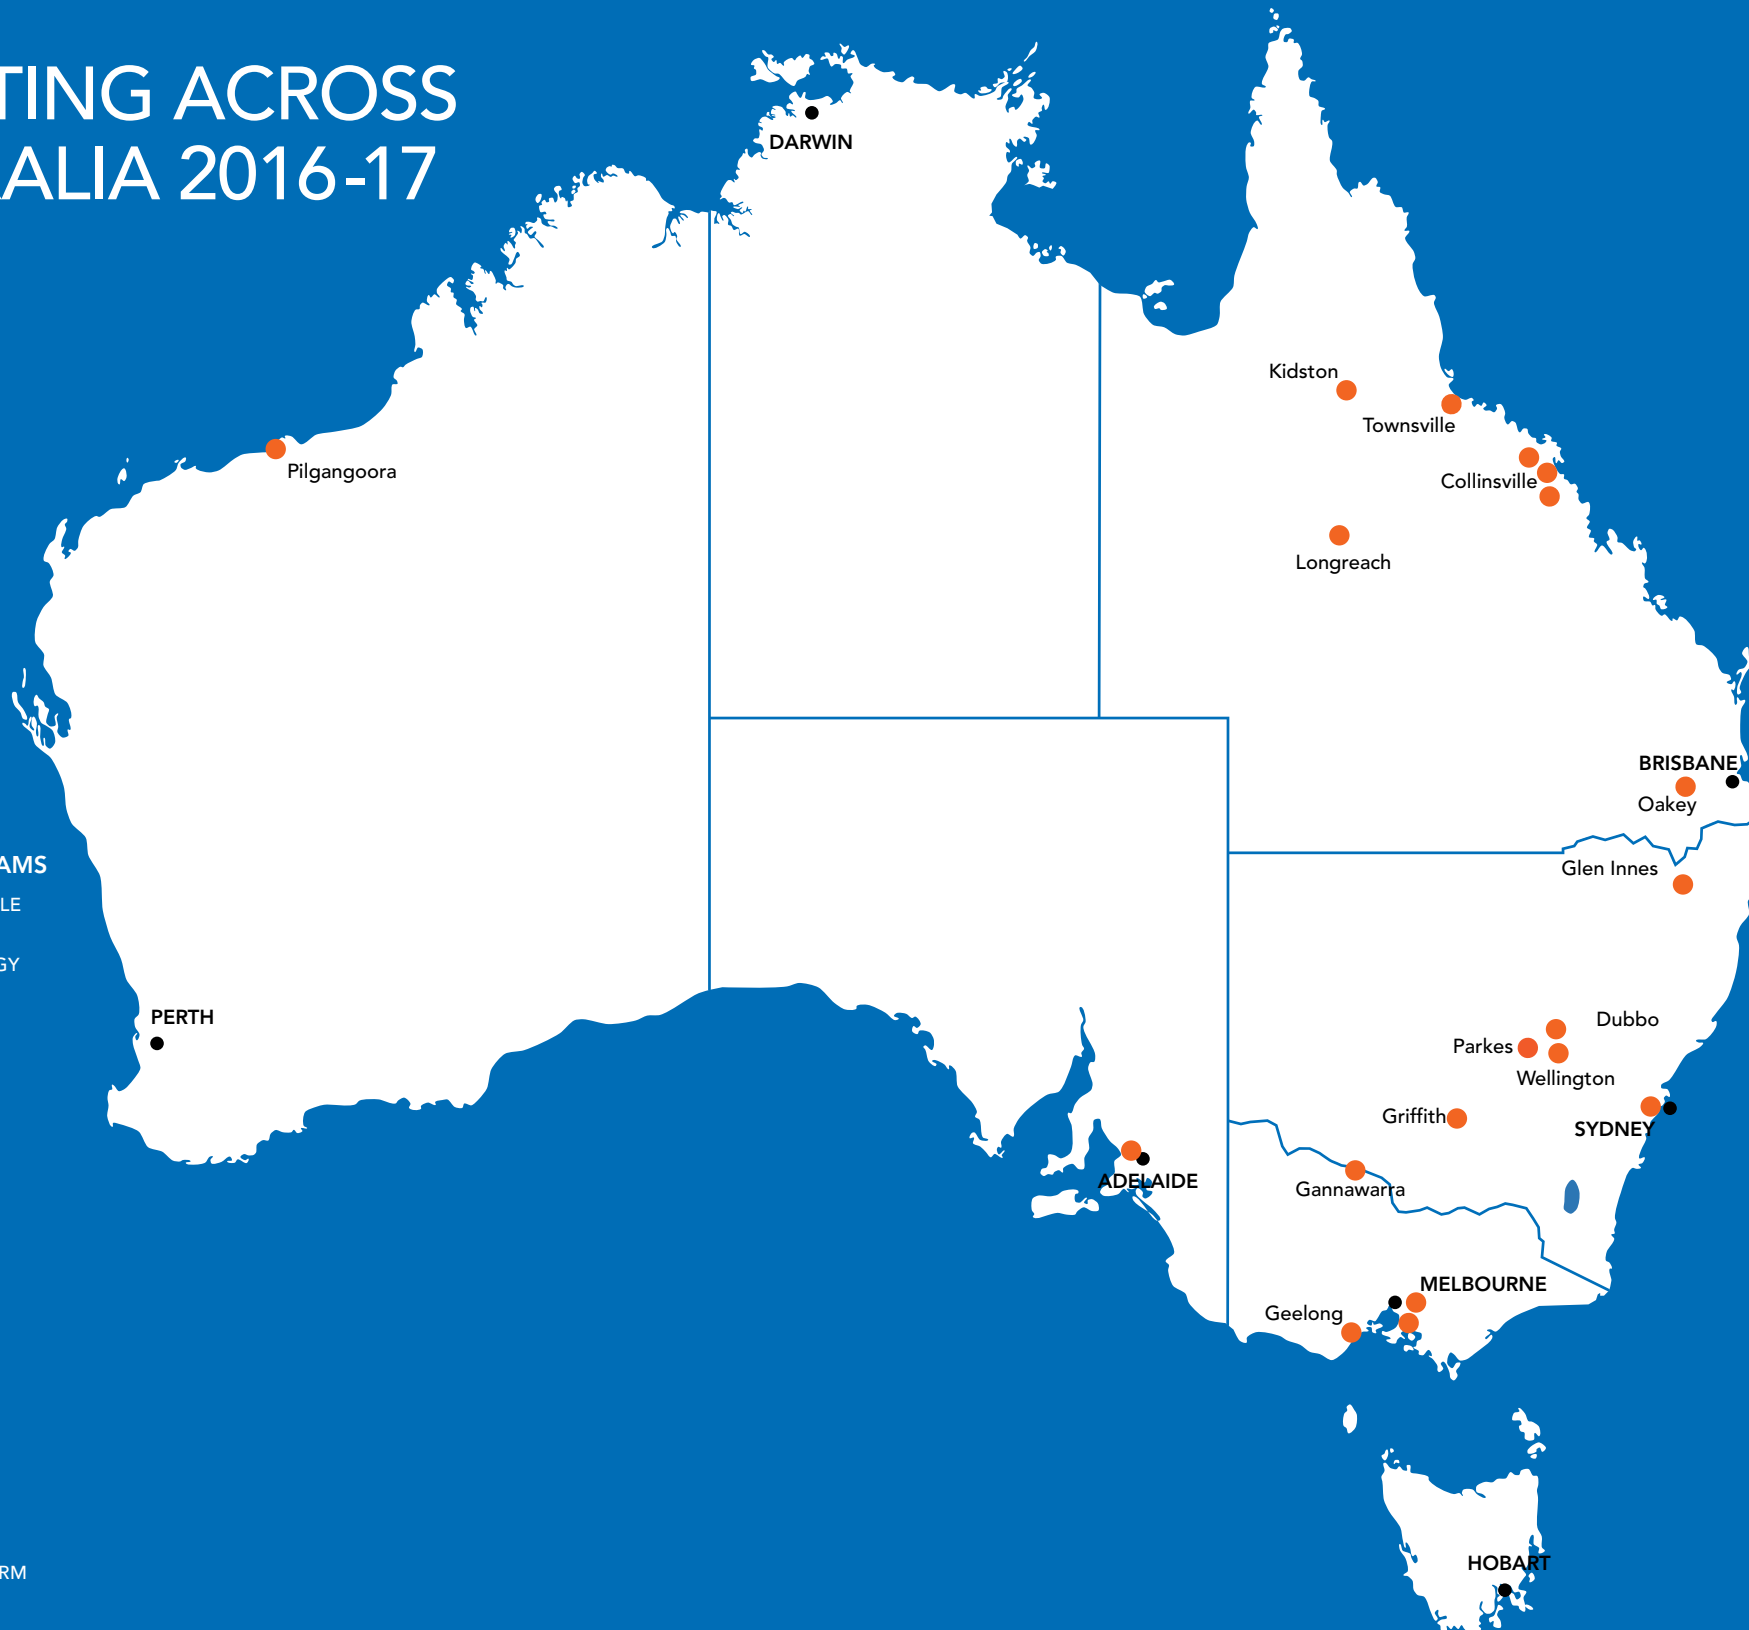 TING ACROSS
ALIA 2016-17
DARWIN
Kidston
Townsville
Pilgangoora
Collinsville
Longreach
BRISBANE
Oakey
AMS
Glen Innes
LE
GY
PERTH
Dubbo
Parkes
Wellington
Griffith
SYDNEY
ADELAIDE
Gannawarra
MELBOURNE
Geelong
HOBART
RM